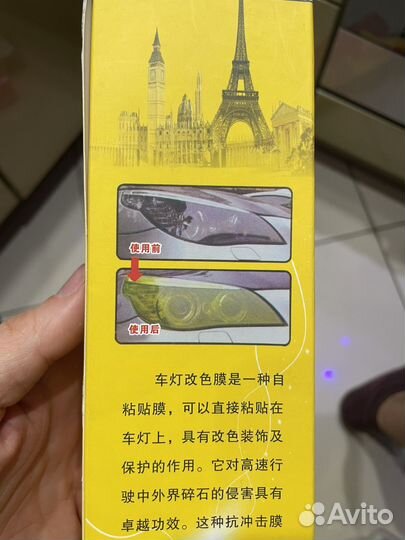 使用前
使用后
车灯改色膜是一种自
粘贴膜，可以直接粘贴在
车灯上，具有改色装饰及
保护的作用。它对高速行
驶中外界碎石的侵害具有
卓越功效。这种抗冲击膜
Avito